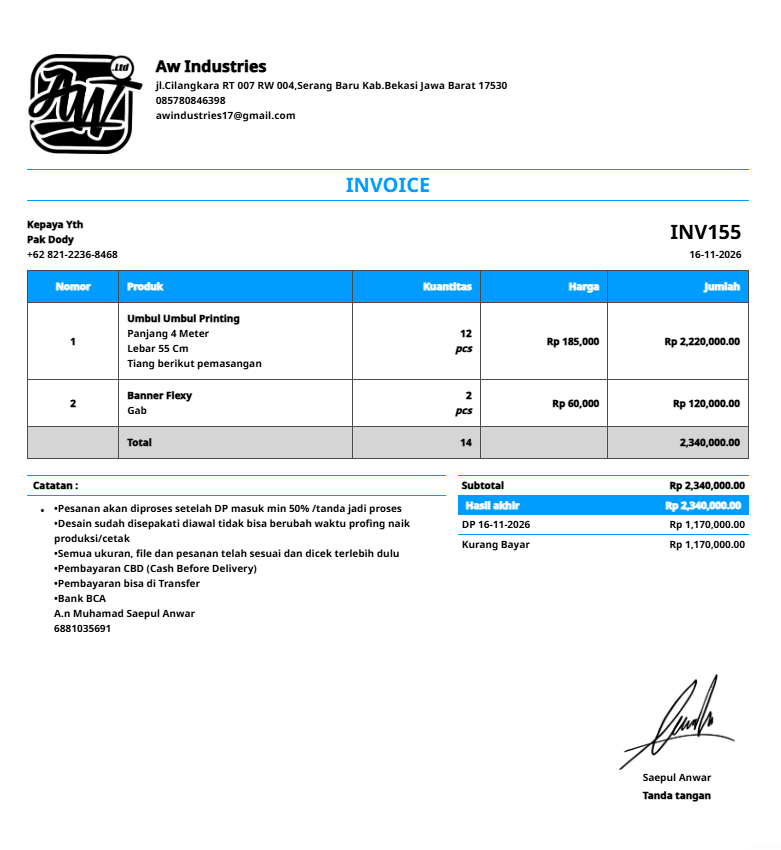 AW
.Ltd
Aw Industries
jl.Cilangkara RT 007 RW 004,Serang Baru Kab.Bekasi Jawa Barat 17530
085780846398
awindustries17@gmail.com
INVOICE
Kepaya Yth
Pak Dody
+62 821-2236-8468
INV155
16-11-2026
Nomor Produk Kuantitas Harga Jumlah
1 Umbul Umbul Printing 12 pcs Rp 185,000 Rp 2,220,000.00
Panjang 4 Meter
Lebar 55 Cm
Tiang berikut pemasangan
2 Banner Flexy 2 pcs Rp 60,000 Rp 120,000.00
Gab
Total 14 2,340,000.00
Catatan :
•Pesanan akan diproses setelah DP masuk min 50% /tanda jadi proses
•Desain sudah disepakati diawal tidak bisa berubah waktu profing naik
produksi/cetak
•Semua ukuran, file dan pesanan telah sesuai dan dicek terlebih dulu
•Pembayaran CBD (Cash Before Delivery)
•Pembayaran bisa di Transfer
•Bank BCA
A.n Muhamad Saepul Anwar
6881035691
Subtotal Rp 2,340,000.00
Hasil akhir Rp 2,340,000.00
DP 16-11-2026 Rp 1,170,000.00
Kurang Bayar Rp 1,170,000.00
Saepul Anwar
Tanda tangan